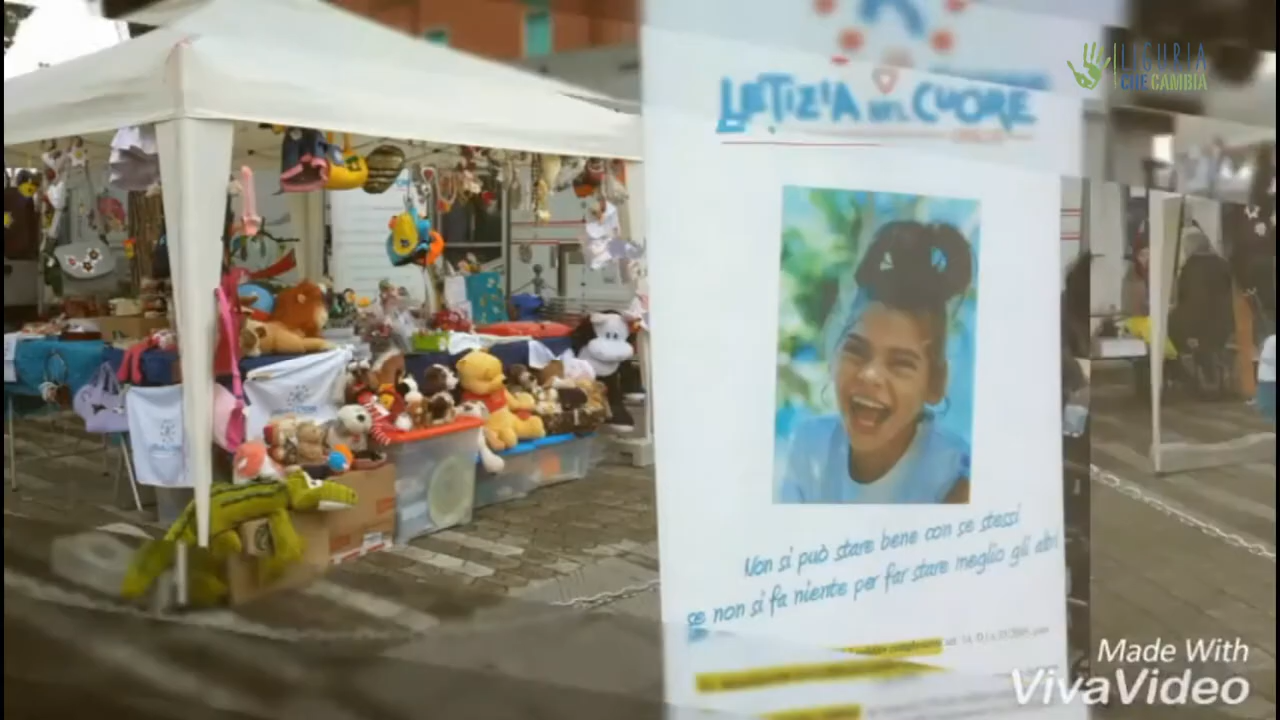 LIGURIA
CHE CAMBIA
LETIZIA NEL CUORE
Non si può stare bene con se stessi
se non si fa niente per far stare meglio gli altri
Made With
VivaVideo